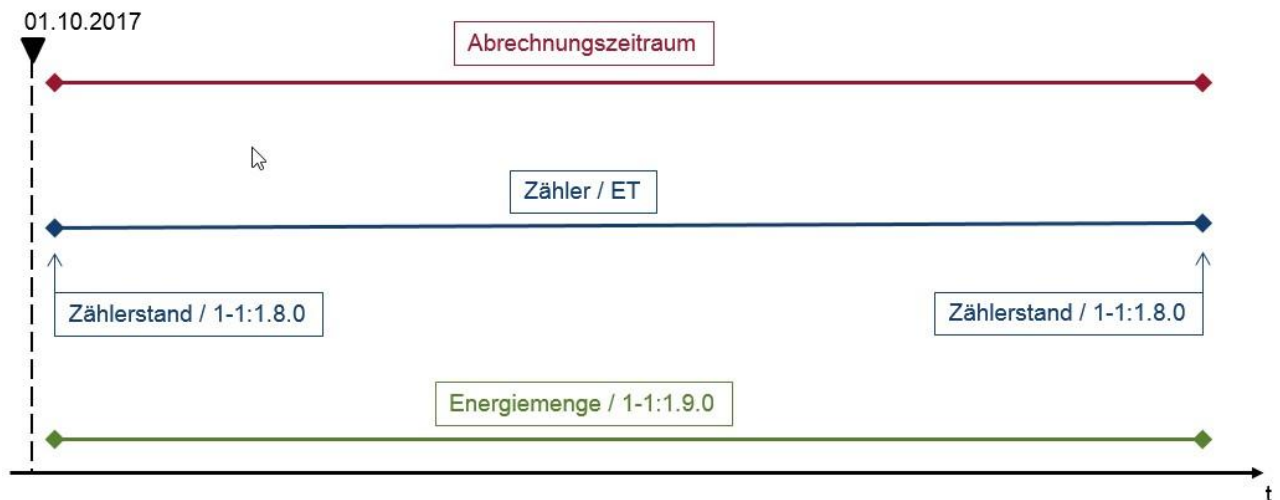 01.10.2017
Abrechnungszeitraum
Zähler / ET
Zählerstand / 1-1:1.8.0
Zählerstand / 1-1:1.8.0
Energiemenge / 1-1:1.9.0
t